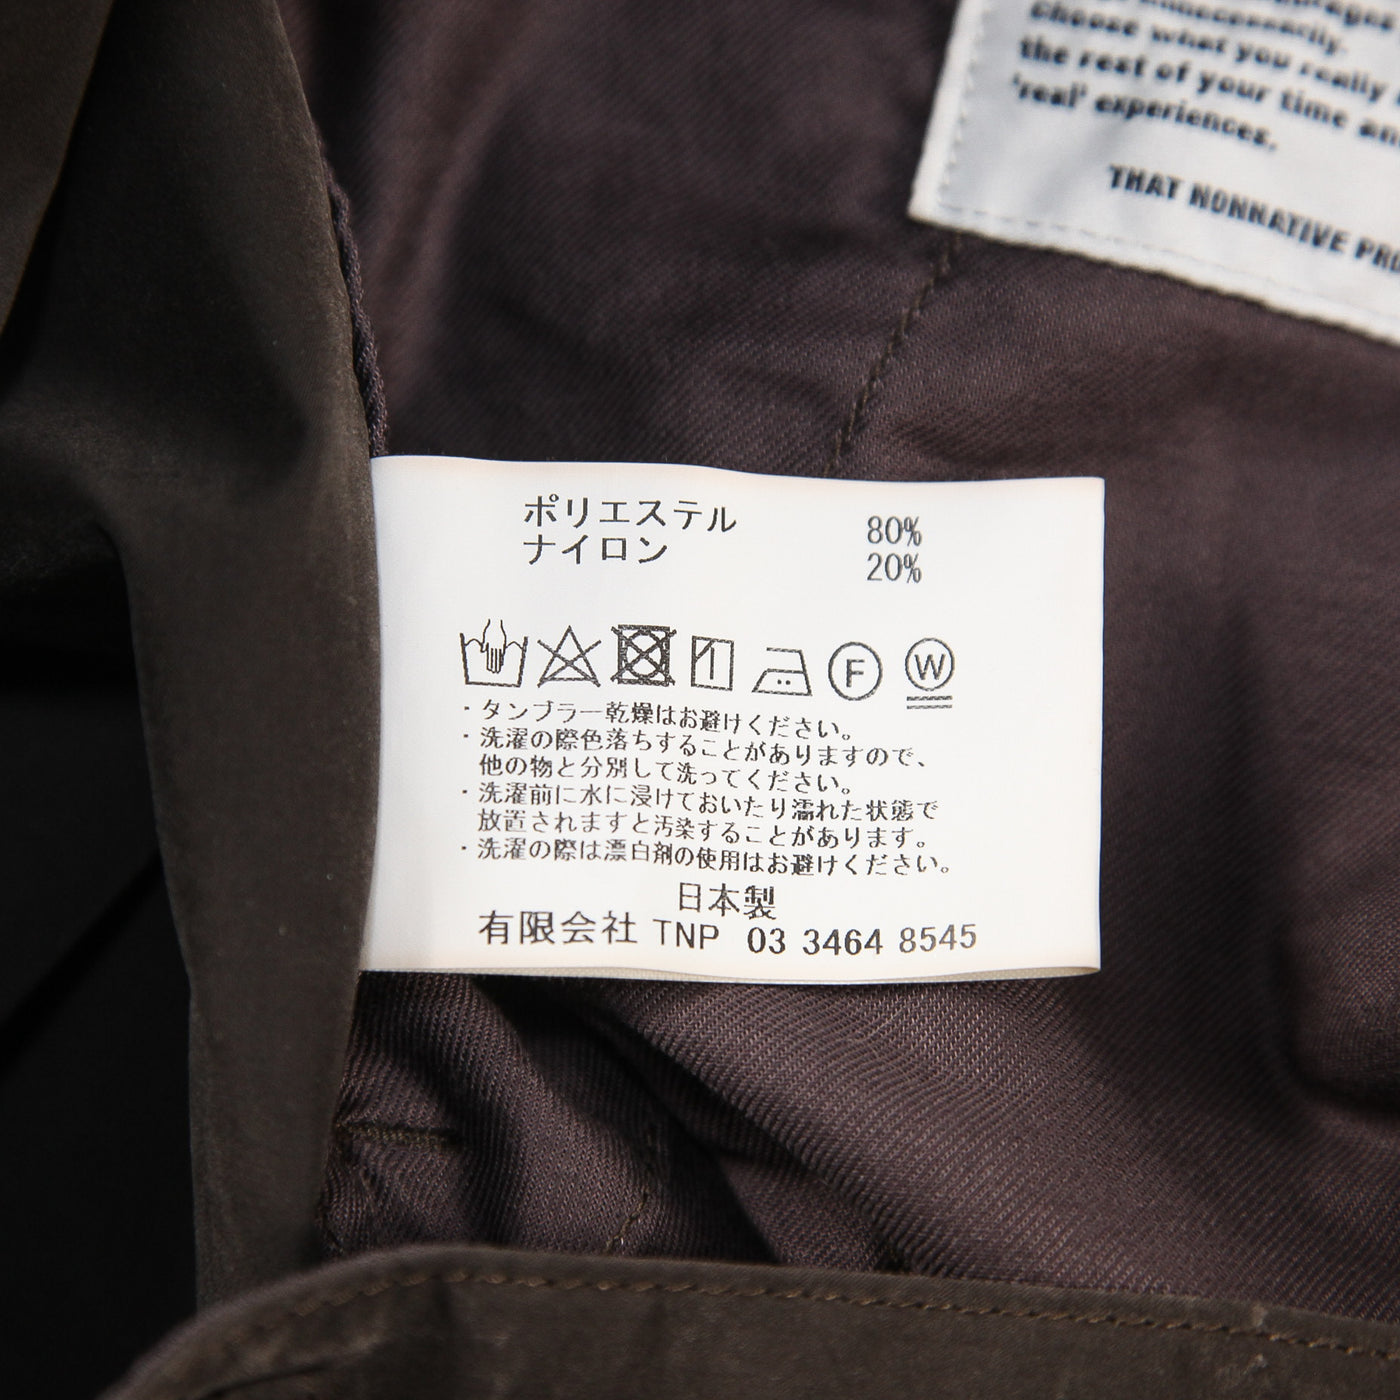 unnecessarily.
Choose what you really
the rest of your time
'real' experiences.
THAT NONNATIVE
ポリエステル 80%
ナイロン 20%
F W
・タンブラー乾燥はお避けください。
・洗濯の際色落ちすることがありますので、
他の物と分別して洗ってください。
・洗濯前に水に浸けておいたり濡れた状態で
放置されますと汚染することがあります。
・洗濯の際は漂白剤の使用はお避けください。
日本製
有限会社 TNP 03 3464 8545